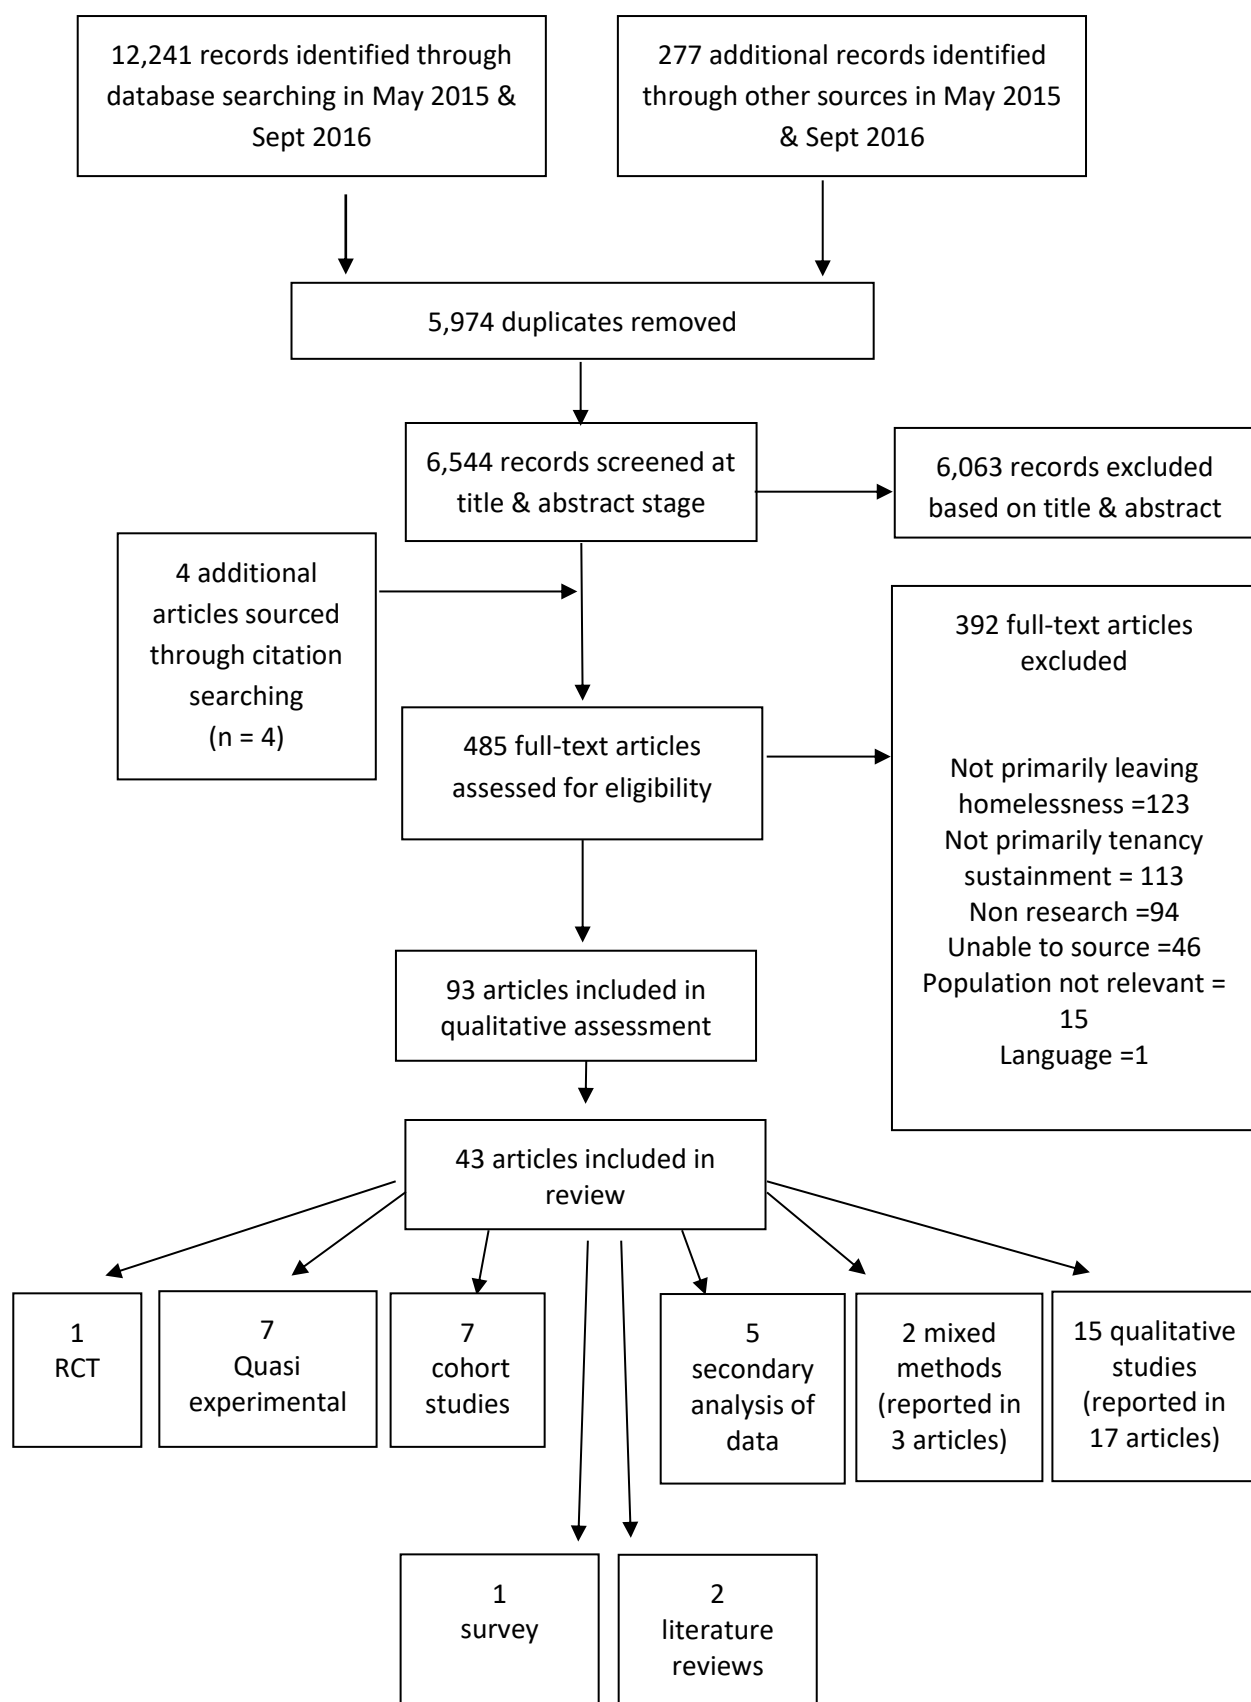 12,241 records identified through
database searching in May 2015 &
Sept 2016
277 additional records identified
through other sources in May 2015
& Sept 2016
5,974 duplicates removed
6,544 records screened at
title & abstract stage
6,063 records excluded
based on title & abstract
4 additional
articles sourced
through citation
searching
(n = 4)
485 full-text articles
assessed for eligibility
392 full-text articles
excluded
Not primarily leaving
homelessness =123
Not primarily tenancy
sustainment = 113
Non research =94
Unable to source =46
Population not relevant =
15
Language =1
93 articles included in
qualitative assessment
43 articles included in
review
1
RCT
7
Quasi
experimental
7
cohort
studies
5
secondary
analysis of
data
2 mixed
methods
(reported in
3 articles)
15 qualitative
studies
(reported in
17 articles)
1
survey
2
literature
reviews